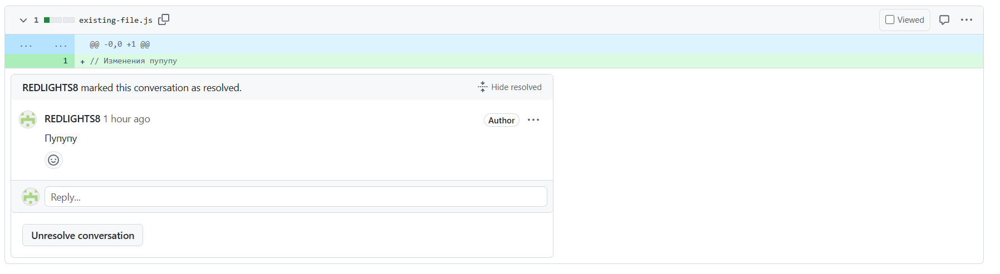 1 existing-file.js Viewed
... ... @@ -0,0 +1 @@
1 + // Изменения пупупу
REDLIGHTS8 marked this conversation as resolved. Hide resolved
REDLIGHTS8 1 hour ago Author
Пупупу
Reply...
Unresolve conversation